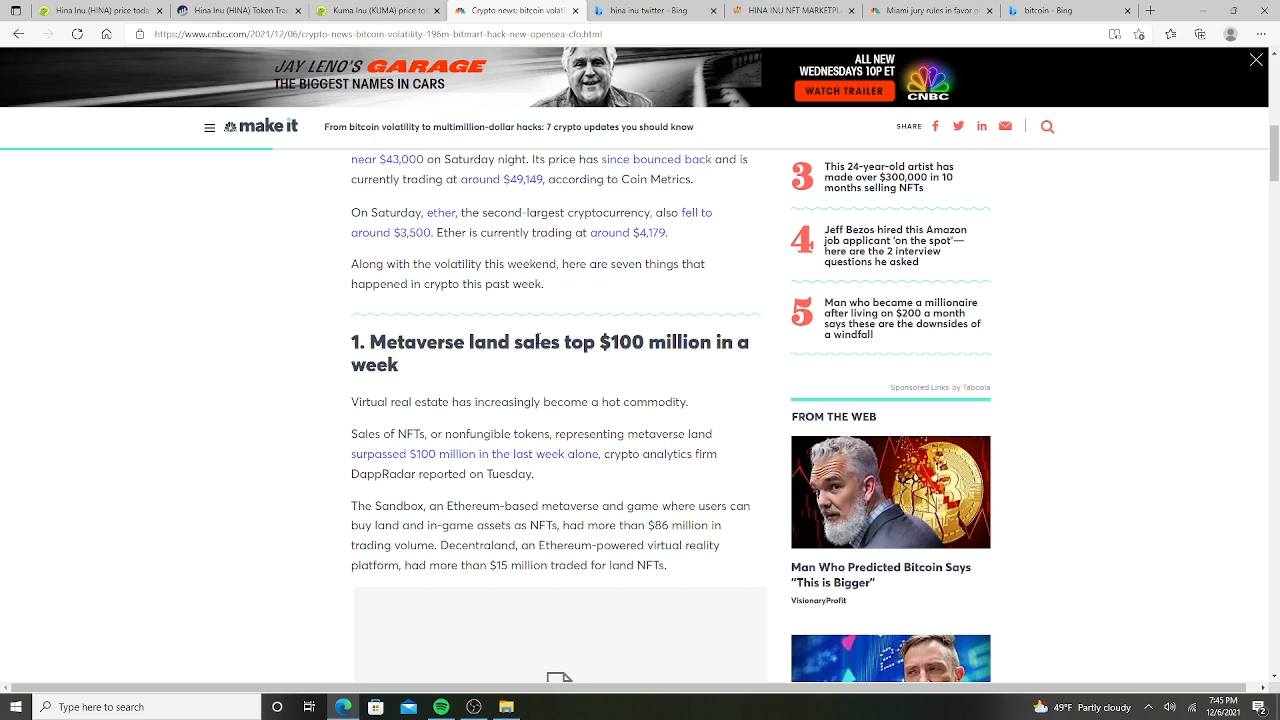 Hina Inu (HINA) Token Tracker
(HINA) HINA INU to
Hina Inu (HINA) price today
Crypto news: Bitcoin volati
hina twitter - Bing
HINA INU NFT MARKETPL
Munchables: Home of
bitcoin - Bing
https://www.cnbc.com/2021/12/06/crypto-news-bitcoin-volatility-196m-bitmart-hack-newsopensea-cfo.html
JAY LENO'S GARAGE
THE BIGGEST NAMES IN CARS
ALL NEW
WEDNESDAYS 10P ET
WATCH TRAILER
CNBC
make it
From bitcoin volatility to multimillion-dollar hacks: 7 crypto updates you should know
SHARE
near $43,000 on Saturday night. Its price has since bounced back and is
currently trading at around $49,149, according to Coin Metrics.
On Saturday, ether, the second-largest cryptocurrency, also fell to
around $3,500. Ether is currently trading at around $4,179.
Along with the volatility this weekend, here are seven things that
happened in crypto this past week.
1. Metaverse land sales top $100 million in a
week
Virtual real estate has increasingly become a hot commodity.
Sales of NFTs, or nonfungible tokens, representing metaverse land
surpassed $100 million in the last week alone, crypto analytics firm
DappRadar reported on Tuesday.
The Sandbox, an Ethereum-based metaverse and game where users can
buy land and in-game assets as NFTs, had more than $86 million in
trading volume. Decentraland, an Ethereum-powered virtual reality
platform, had more than $15 million traded for land NFTs.
3
This 24-year-old artist has
made over $300,000 in 10
months selling NFTs
4
Jeff Bezos hired this Amazon
job applicant 'on the spot'—
here are the 2 interview
questions he asked
5
Man who became a millionaire
after living on $200 a month
says these are the downsides of
a windfall
Sponsored Links by Taboola
FROM THE WEB
Man Who Predicted Bitcoin Says
"This is Bigger"
VisionaryProfit
Type here to search
49°F Partly cloudy
7:45 PM
12/6/2021